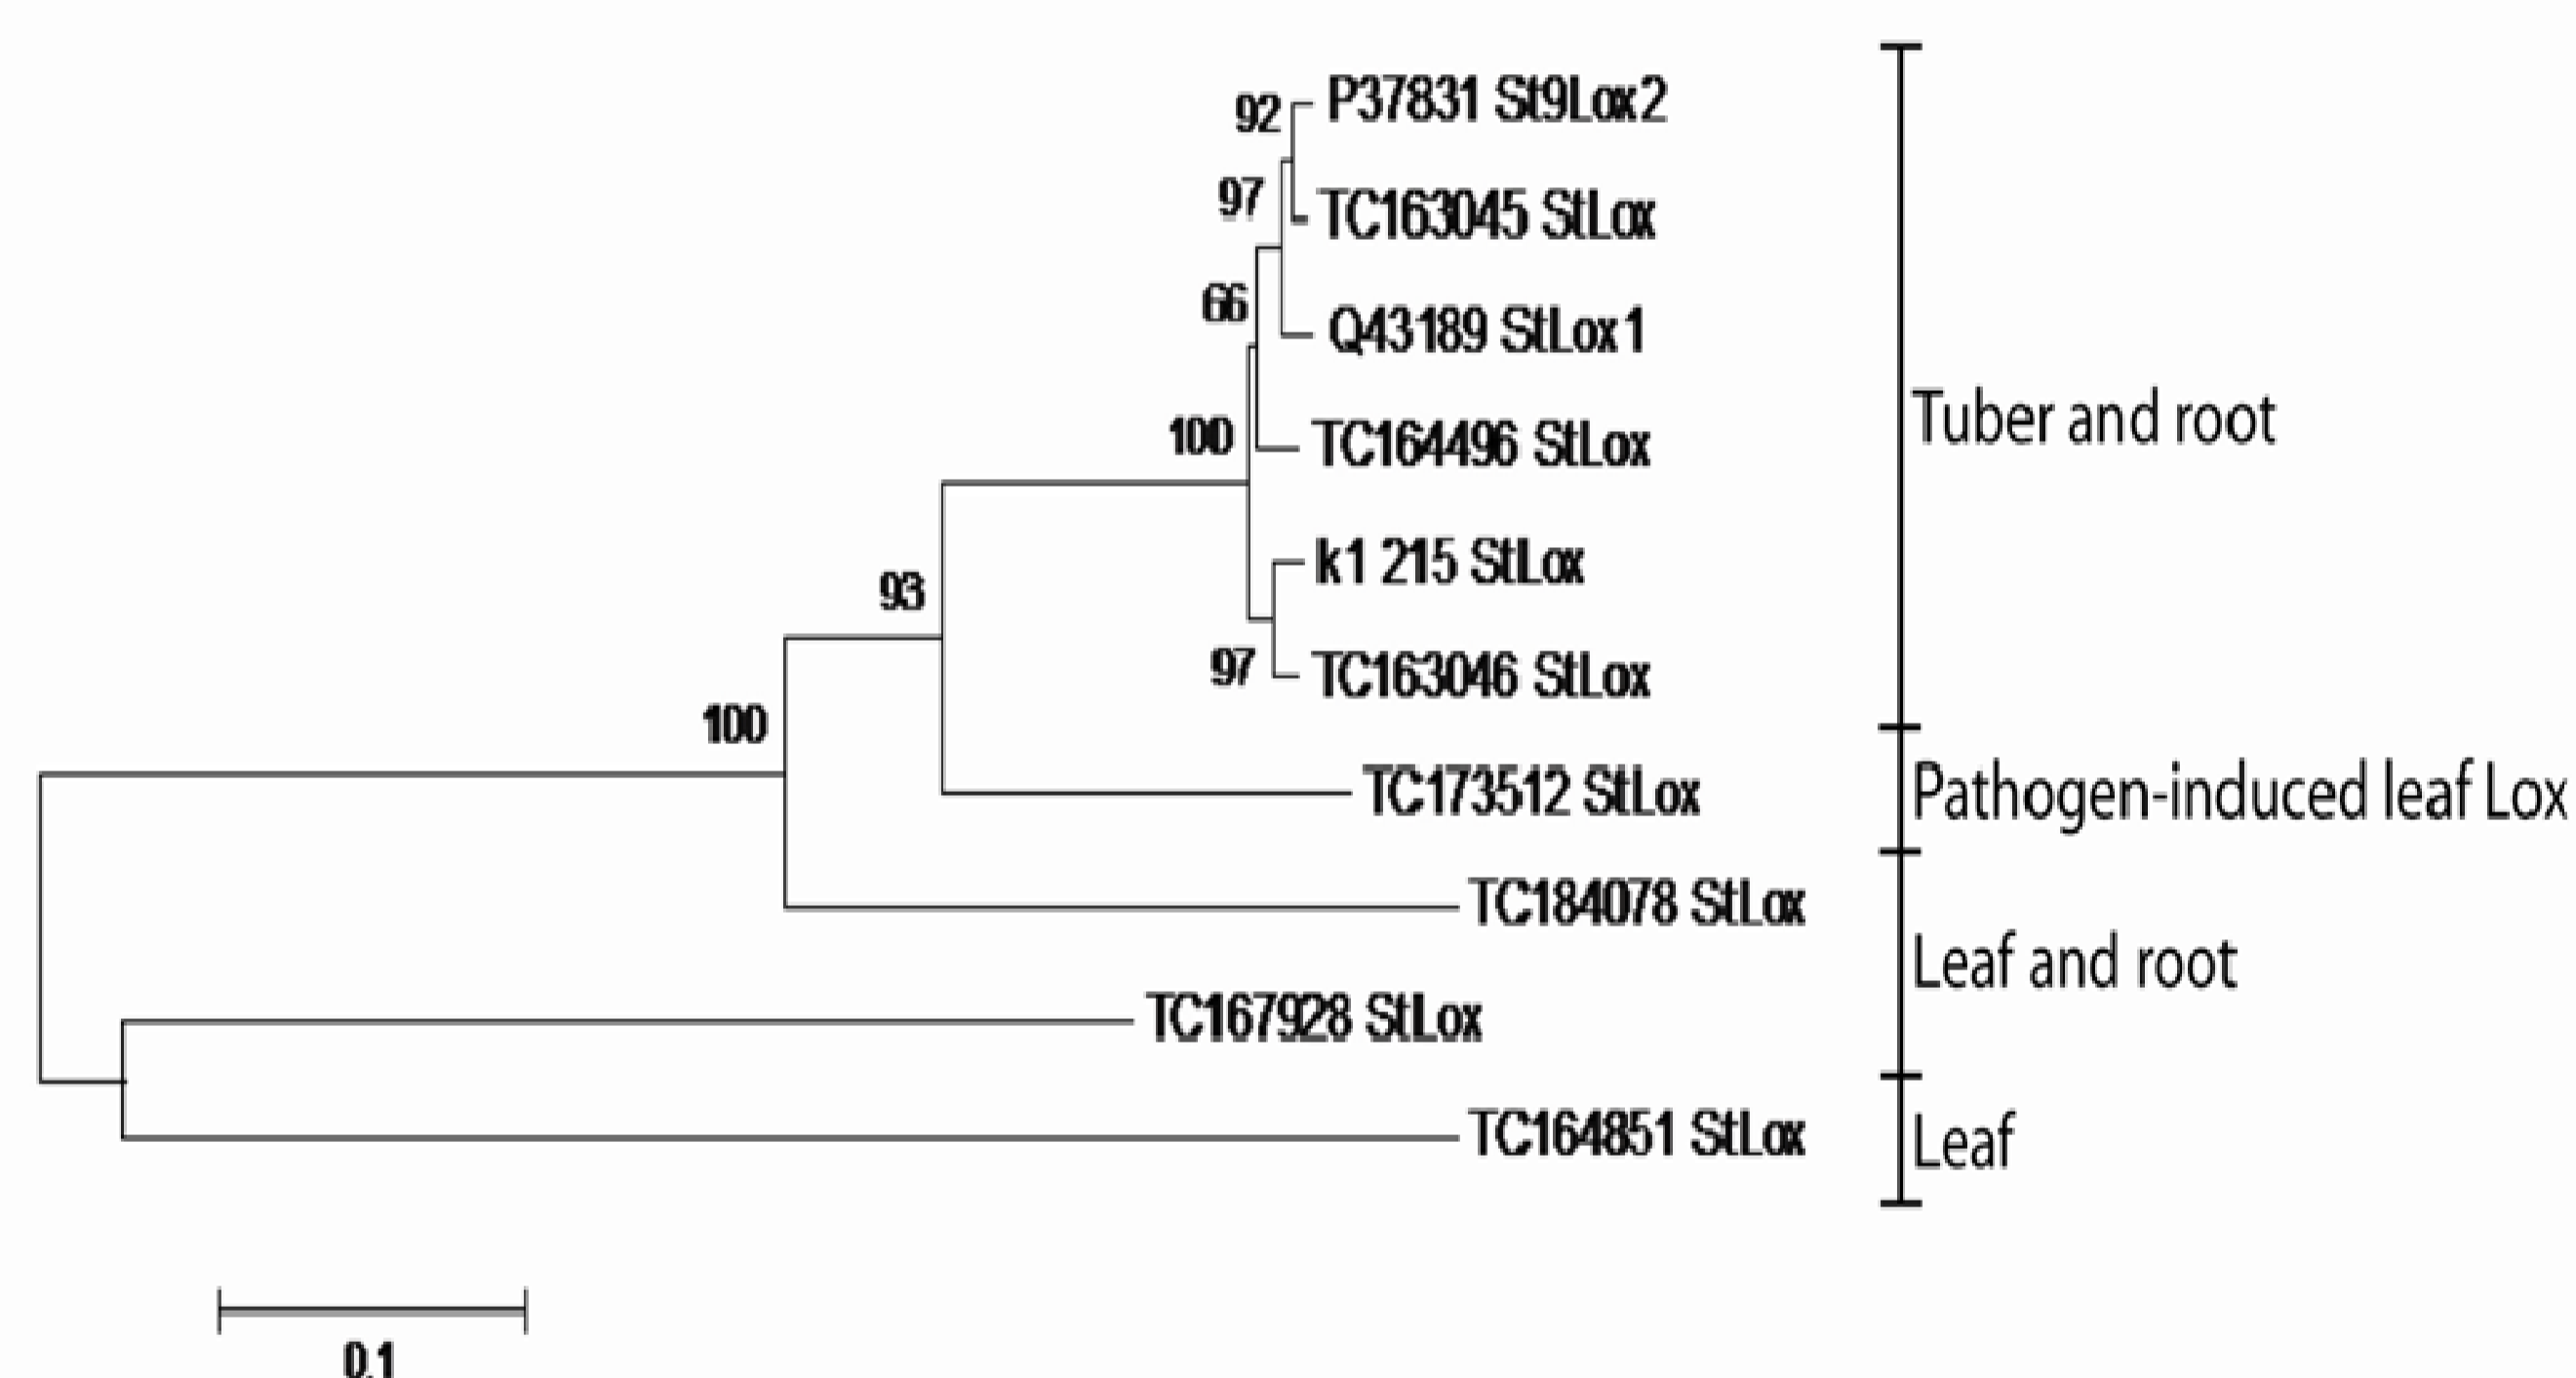 92
P37831 St9Lox2
97
TC163045 StLox
66
Q43189 StLox1
100
TC164496 StLox
Tuber and root
k1 215 StLox
93
97
TC163046 StLox
100
TC173512 StLox
Pathogen-induced leaf Lox
TC184078 StLox
Leaf and root
TC167928 StLox
TC164851 StLox
Leaf
0.1